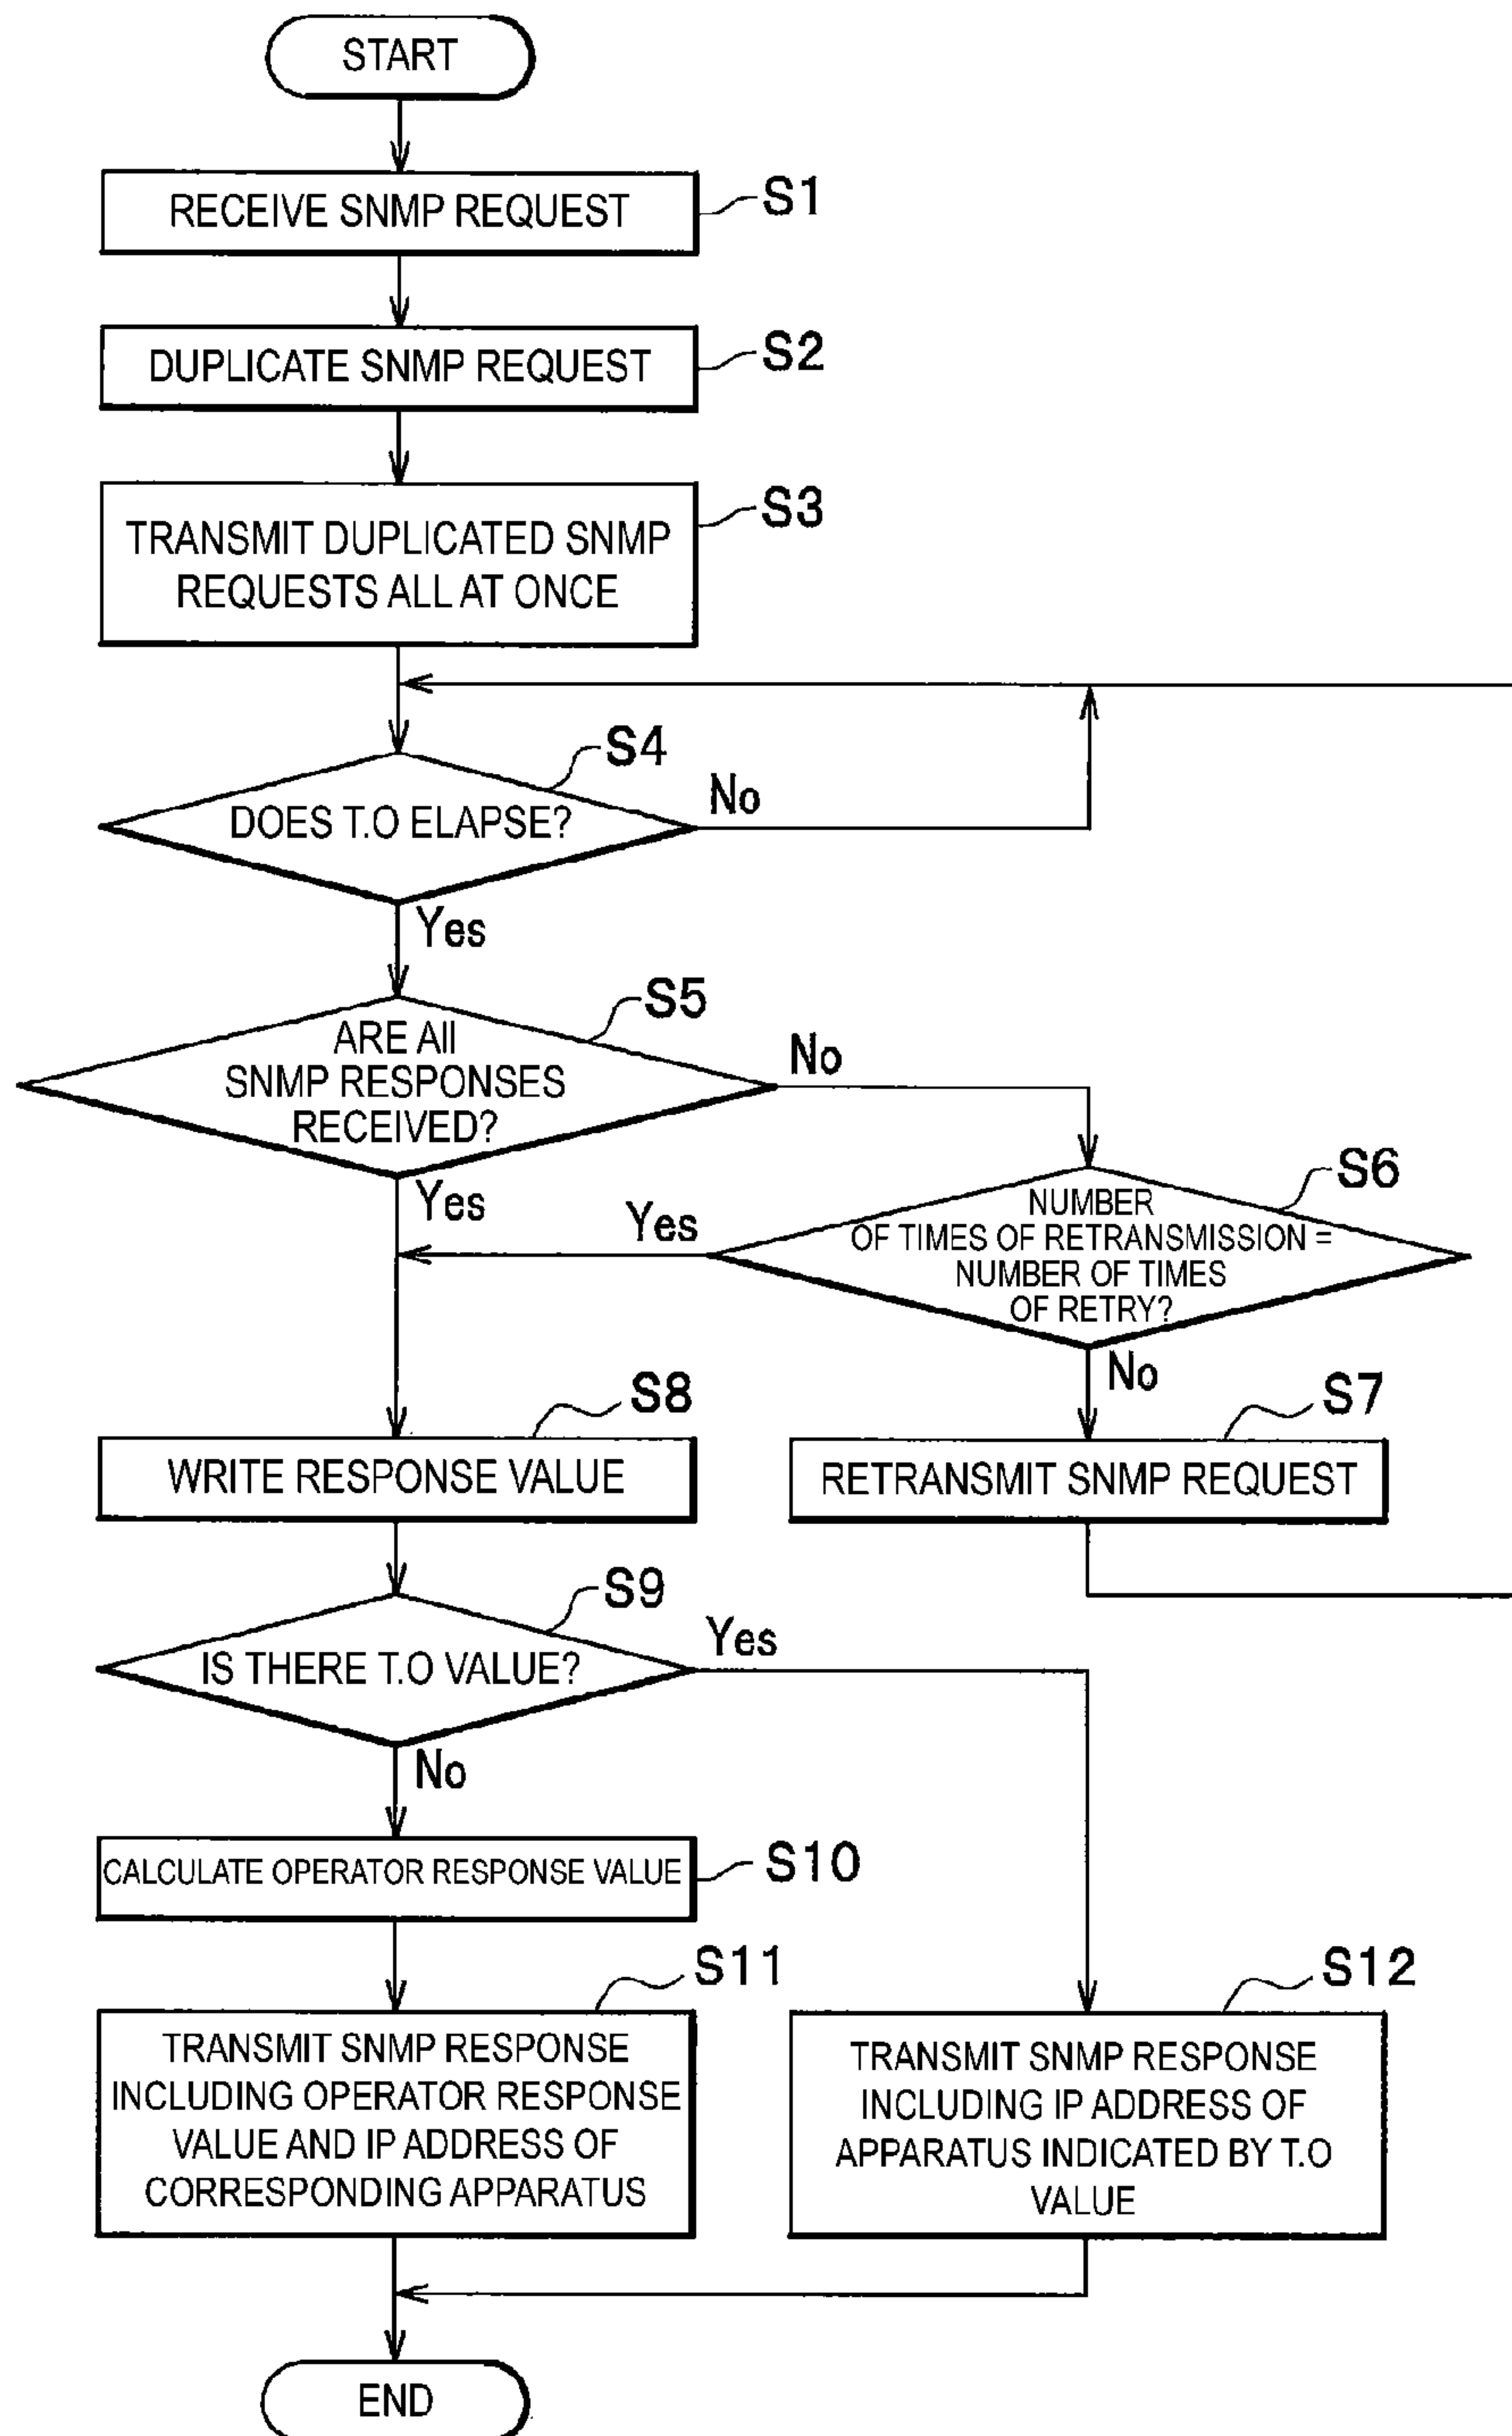 START
RECEIVE SNMP REQUEST
S1
DUPLICATE SNMP REQUEST
S2
TRANSMIT DUPLICATED SNMP
REQUESTS ALL AT ONCE
S3
S4
DOES T.O ELAPSE?
No
Yes
S5
ARE All
SNMP RESPONSES
RECEIVED?
No
Yes
S6
NUMBER
OF TIMES OF RETRANSMISSION =
NUMBER OF TIMES
OF RETRY?
Yes
No
S7
RETRANSMIT SNMP REQUEST
S8
WRITE RESPONSE VALUE
S9
IS THERE T.O VALUE?
Yes
No
CALCULATE OPERATOR RESPONSE VALUE
S10
S11
TRANSMIT SNMP RESPONSE
INCLUDING OPERATOR RESPONSE
VALUE AND IP ADDRESS OF
CORRESPONDING APPARATUS
S12
TRANSMIT SNMP RESPONSE
INCLUDING IP ADDRESS OF
APPARATUS INDICATED BY T.O
VALUE
END